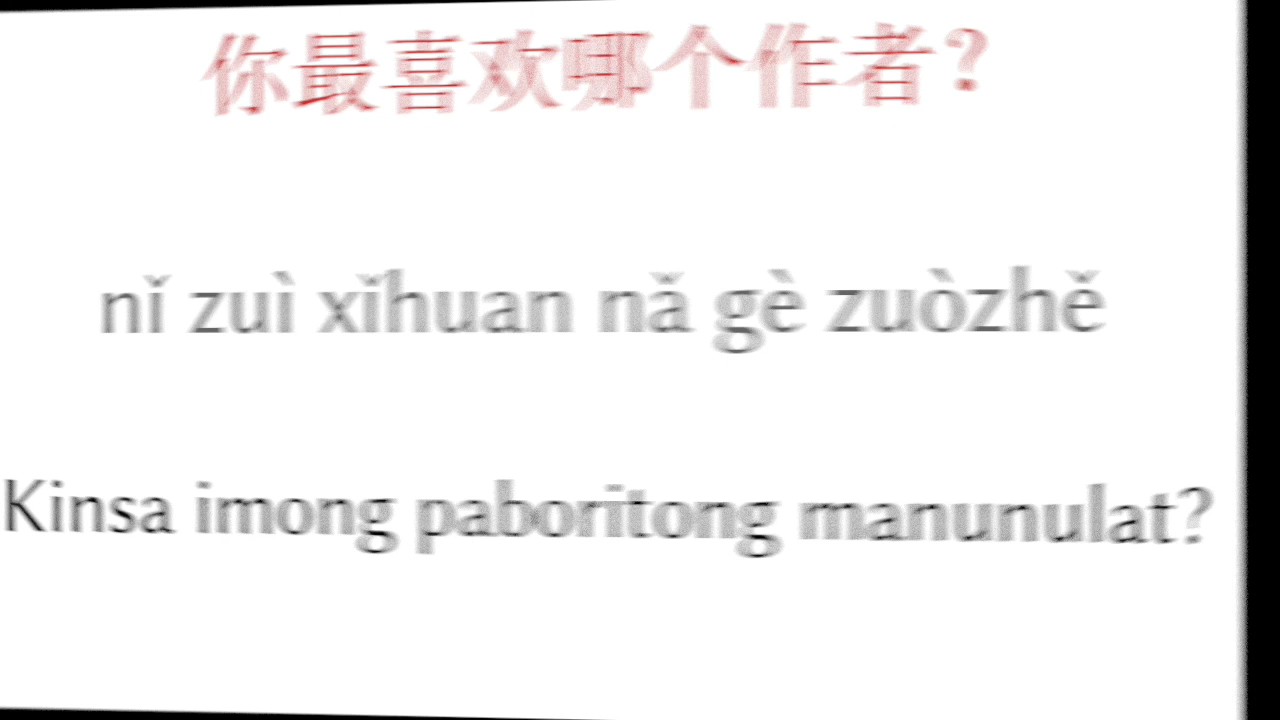 你最喜欢哪个作者？
nǐ zuì xǐhuan nǎ gè zuòzhě
Kinsa imong paboritong manunulat?